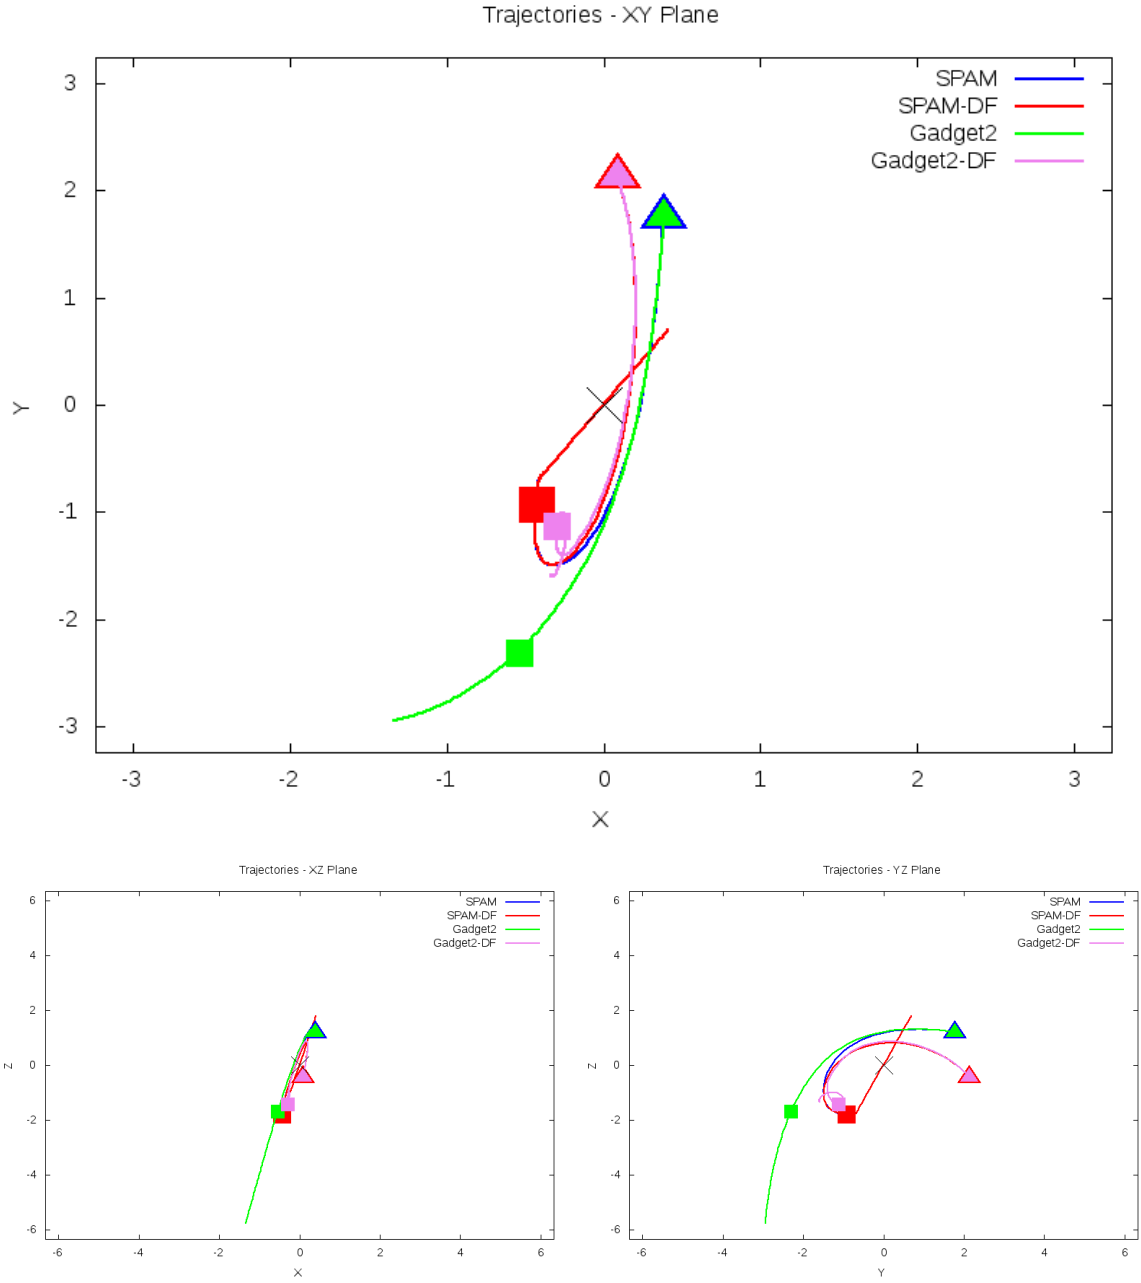 Trajectories - XY Plane
SPAM
SPAM-DF
Gadget2
Gadget2-DF
3
2
1
0
-1
-2
-3
Y
-3 -2 -1 0 1 2 3
X
Trajectories - XZ Plane
SPAM
SPAM-DF
Gadget2
Gadget2-DF
6
4
2
0
-2
-4
-6
Z
-6 -4 -2 0 2 4 6
X
Trajectories - YZ Plane
SPAM
SPAM-DF
Gadget2
Gadget2-DF
6
4
2
0
-2
-4
-6
Z
-6 -4 -2 0 2 4 6
Y